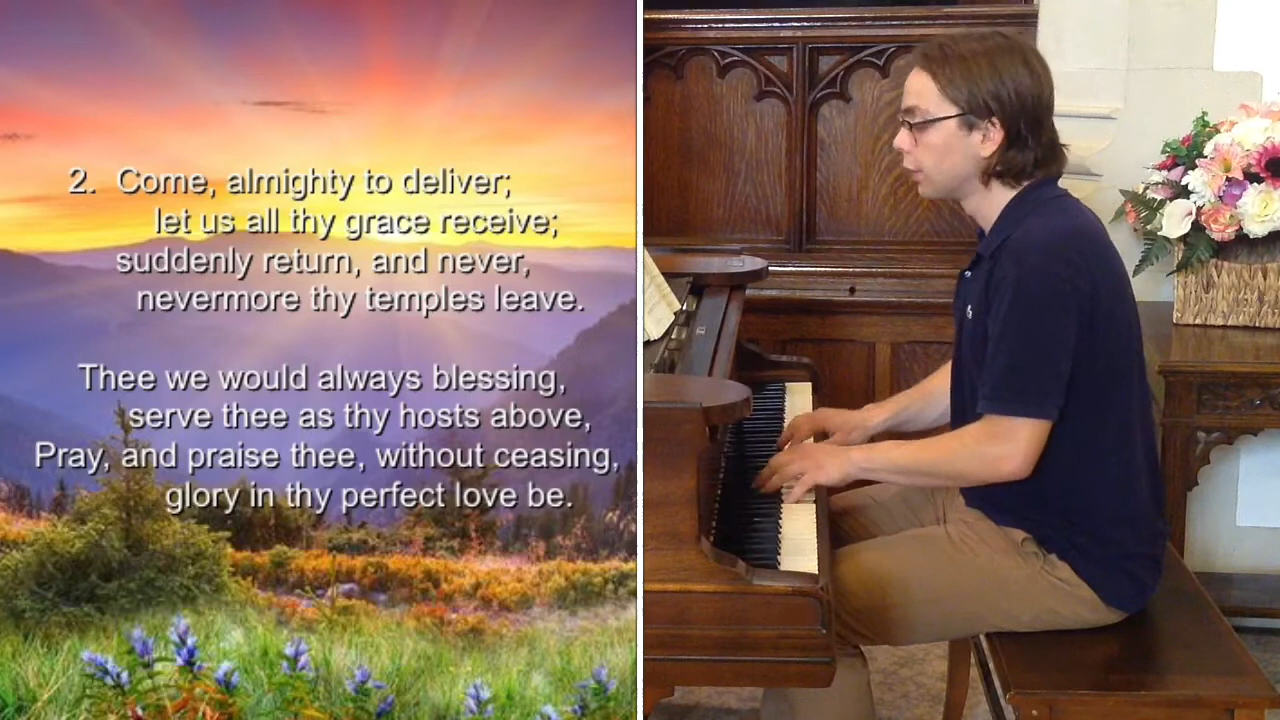 2. Come, almighty to deliver;
let us all thy grace receive;
suddenly return, and never,
nevermore thy temples leave.
Thee we would always blessing,
serve thee as thy hosts above,
Pray, and praise thee, without ceasing,
glory in thy perfect love be.